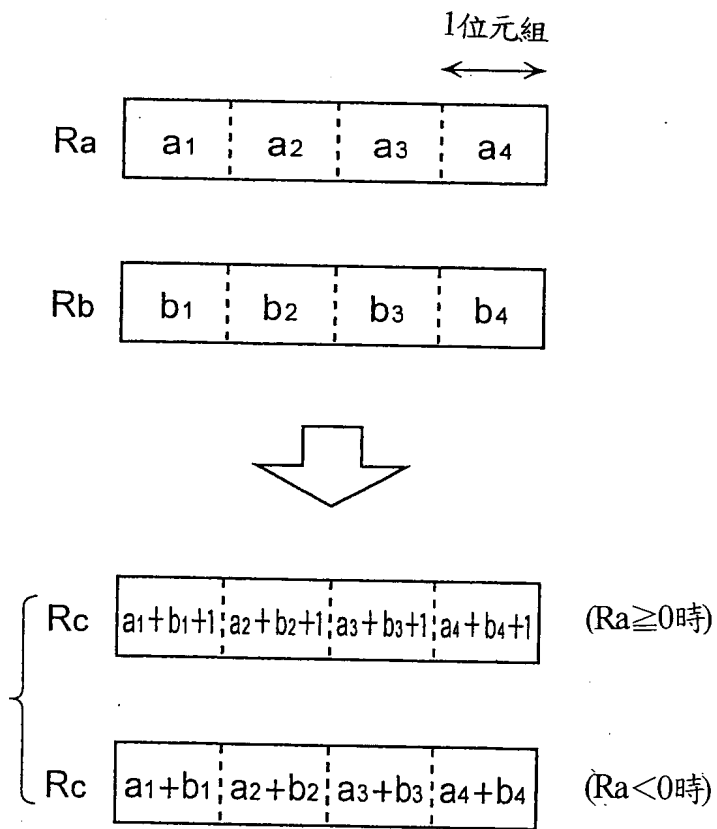 1位元組
Ra a1 a2 a3 a4
Rb b1 b2 b3 b4
Rc a1+b1+1 a2+b2+1 a3+b3+1 a4+b4+1 (Ra≧0時)
Rc a1+b1 a2+b2 a3+b3 a4+b4 (Ra<0時)